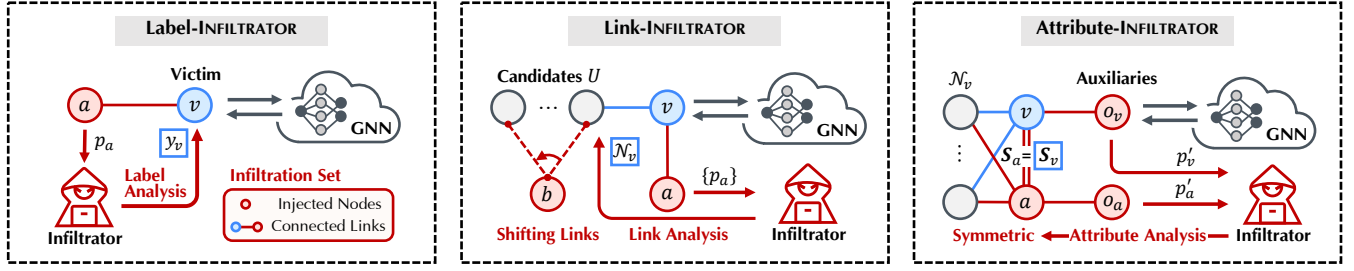 Label-INFILTRATOR
Victim
a
v
GNN
p_a
y_v
Label
Analysis
Infiltration Set
Injected Nodes
Connected Links
Infiltrator
Link-INFILTRATOR
Candidates U
...
v
GNN
N_v
{p_a}
b
a
Shifting Links
Link Analysis
Infiltrator
Attribute-INFILTRATOR
N_v
Auxiliaries
v
o_v
GNN
⋮
S_a = S_v
p'_v
p'_a
a
o_a
Symmetric
Attribute Analysis
Infiltrator